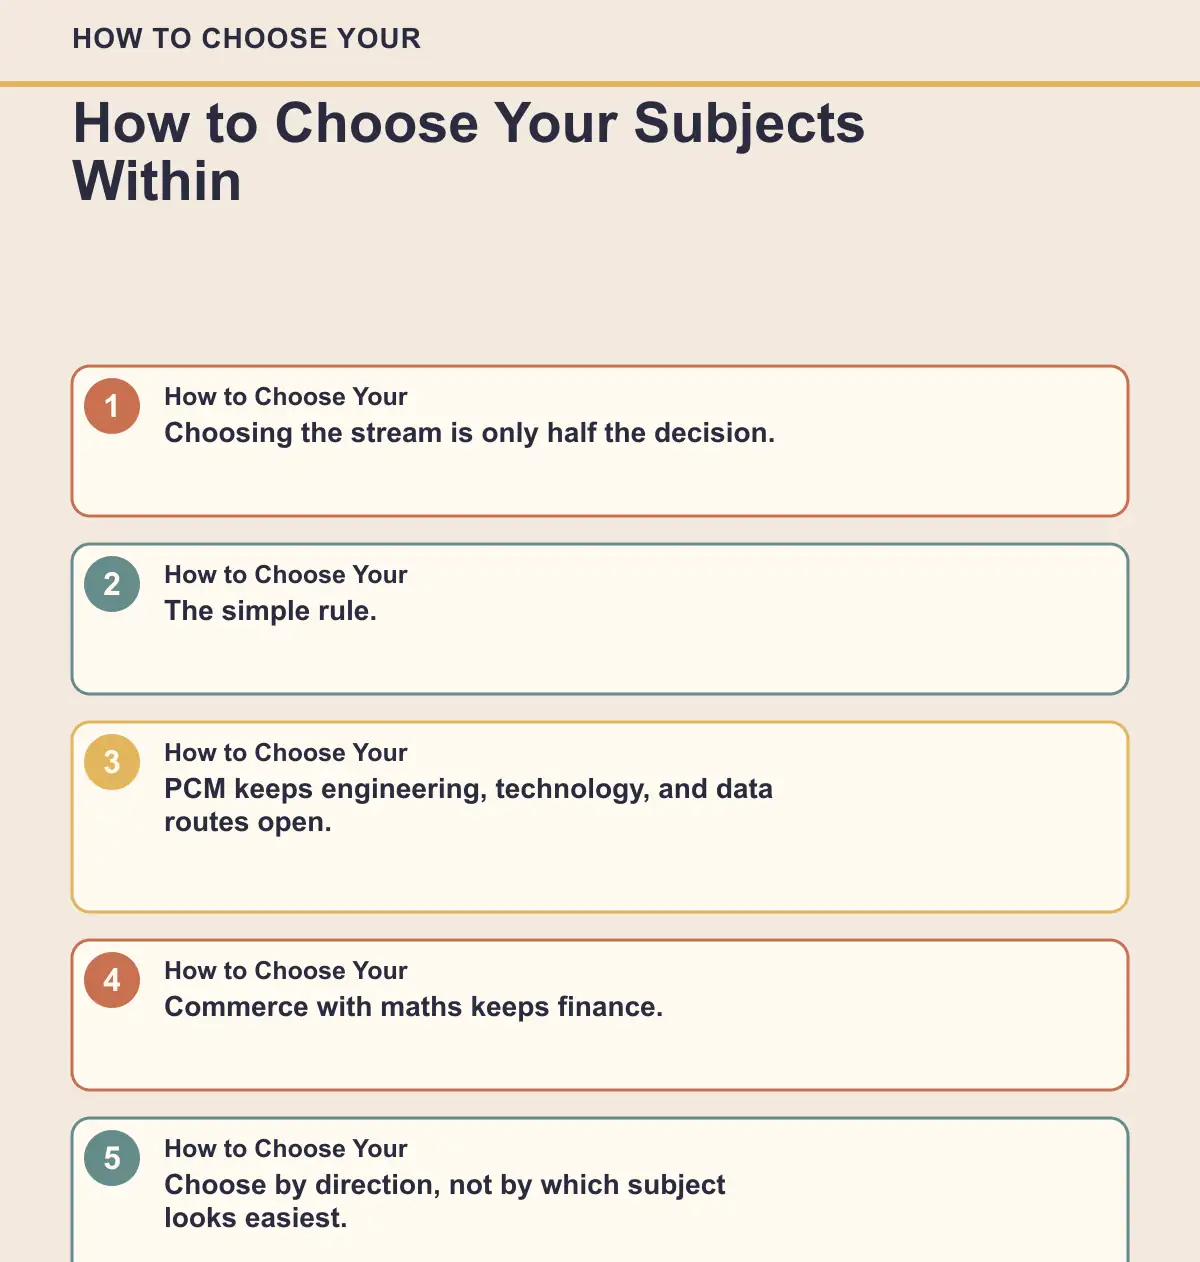 HOW TO CHOOSE YOUR
How to Choose Your Subjects
Within
1
How to Choose Your
Choosing the stream is only half the decision.
2
How to Choose Your
The simple rule.
3
How to Choose Your
PCM keeps engineering, technology, and data
routes open.
4
How to Choose Your
Commerce with maths keeps finance.
5
How to Choose Your
Choose by direction, not by which subject
looks easiest.